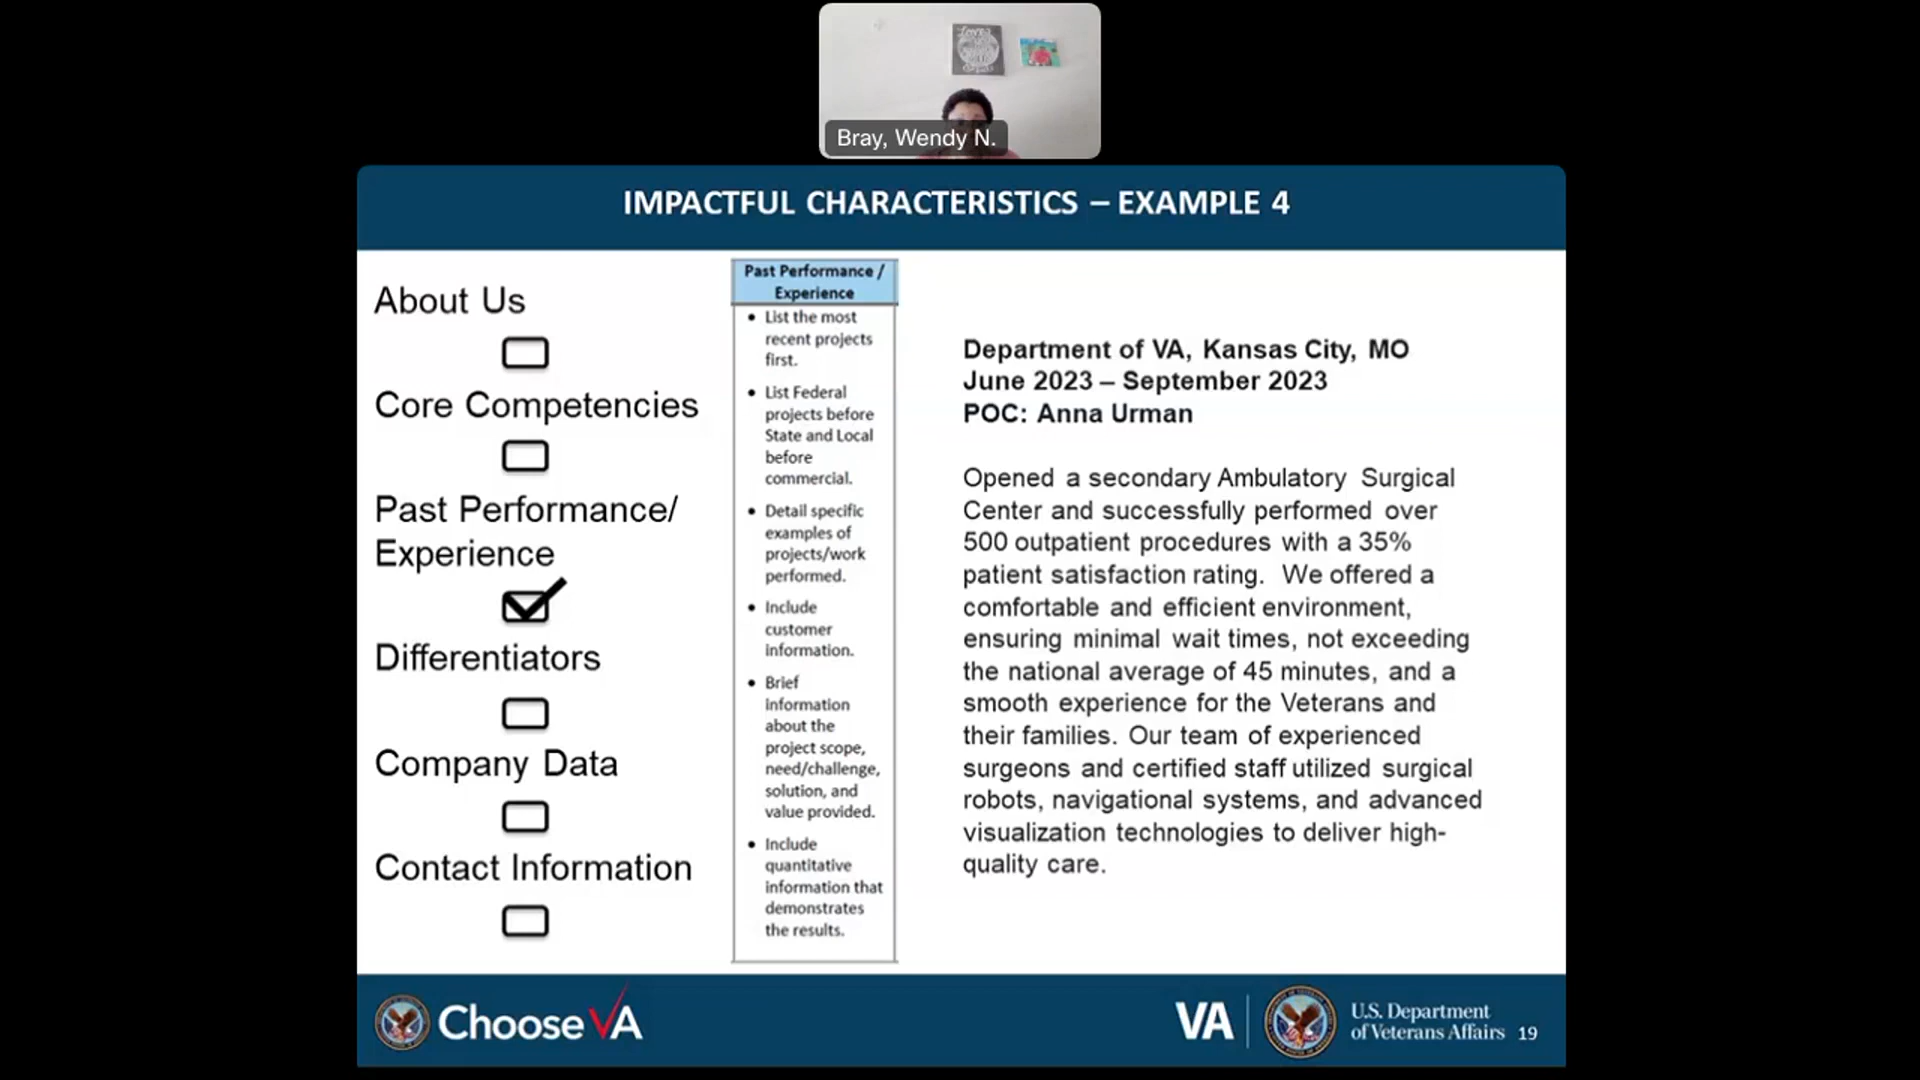 Bray, Wendy N.
IMPACTFUL CHARACTERISTICS – EXAMPLE 4
About Us
Core Competencies
Past Performance/
Experience
Differentiators
Company Data
Contact Information
Past Performance /
Experience
• List the most
recent projects
first.
• List Federal
projects before
State and Local
before
commercial.
• Detail specific
examples of
projects/work
performed.
• Include
customer
information.
• Brief
information
about the
project scope,
need/challenge,
solution, and
value provided.
• Include
quantitative
information that
demonstrates
the results.
Department of VA, Kansas City, MO
June 2023 – September 2023
POC: Anna Urman
Opened a secondary Ambulatory Surgical
Center and successfully performed over
500 outpatient procedures with a 35%
patient satisfaction rating. We offered a
comfortable and efficient environment,
ensuring minimal wait times, not exceeding
the national average of 45 minutes, and a
smooth experience for the Veterans and
their families. Our team of experienced
surgeons and certified staff utilized surgical
robots, navigational systems, and advanced
visualization technologies to deliver high-
quality care.
Choose VA
VA
U.S. Department
of Veterans Affairs
19